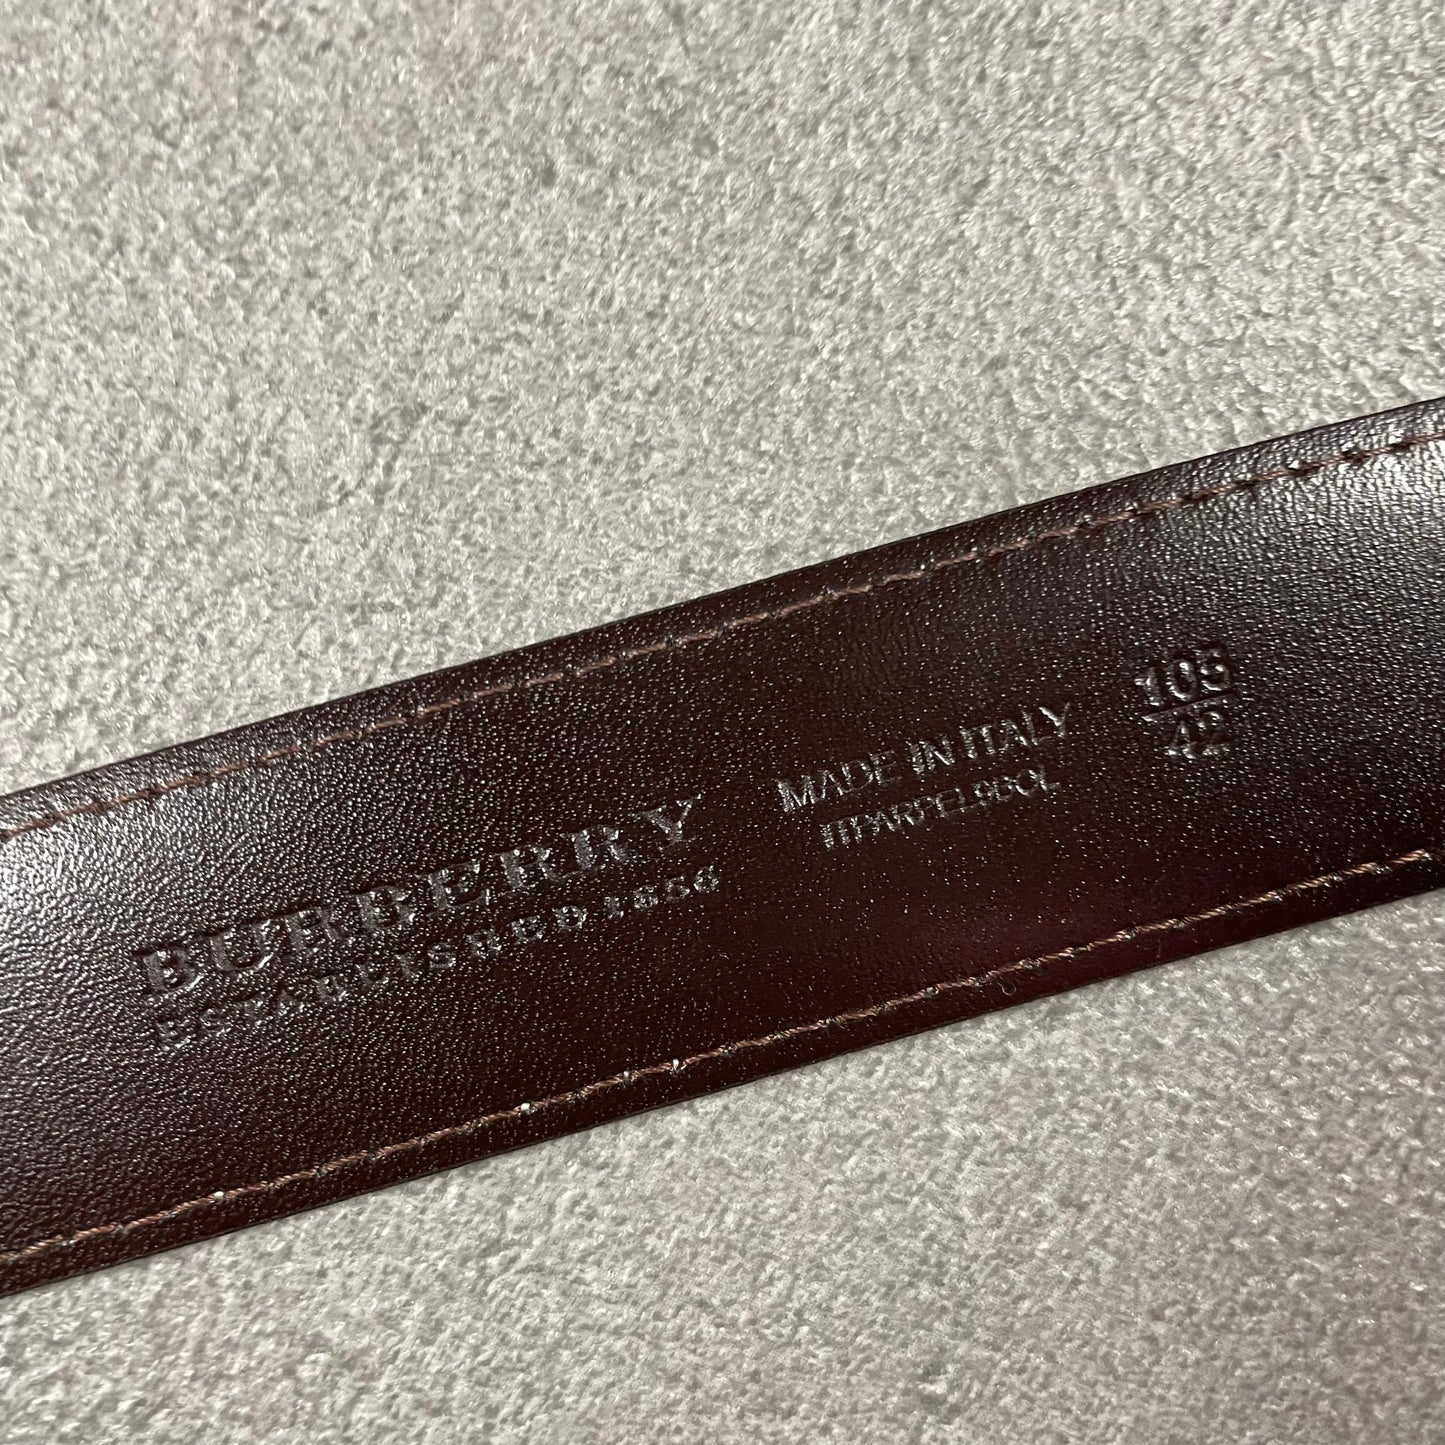 BURBERRY
ESTABLISHED 1856
MADE IN ITALY
105
42